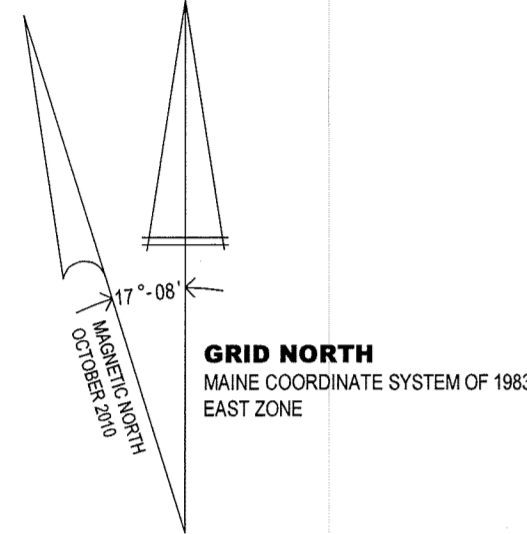 17°-08'
MAGNETIC NORTH
OCTOBER 2010
GRID NORTH
MAINE COORDINATE SYSTEM OF 1983
EAST ZONE